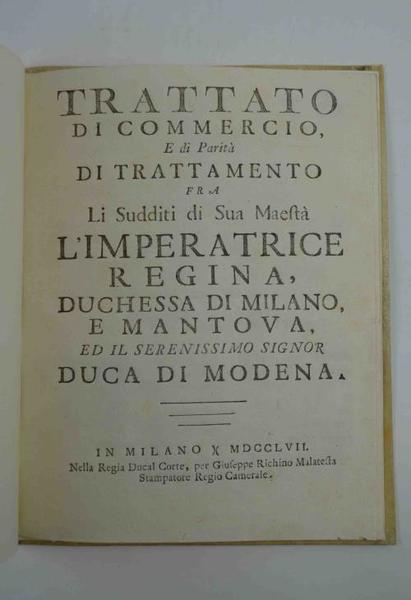 TRATTATO
DI COMMERCIO,
E di Parità
DI TRATTAMENTO
FRA
Li Sudditi di Sua Maeſtà
L'IMPERATRICE
REGINA,
DUCHESSA DI MILANO,
E MANTOVA,
ED IL SERENISSIMO SIGNOR
DUCA DI MODENA.
IN MILANO X MDCCLVII.
Nella Regia Ducal Corte, per Giuſeppe Richino Malateſta
Stampatore Regio Camerale.